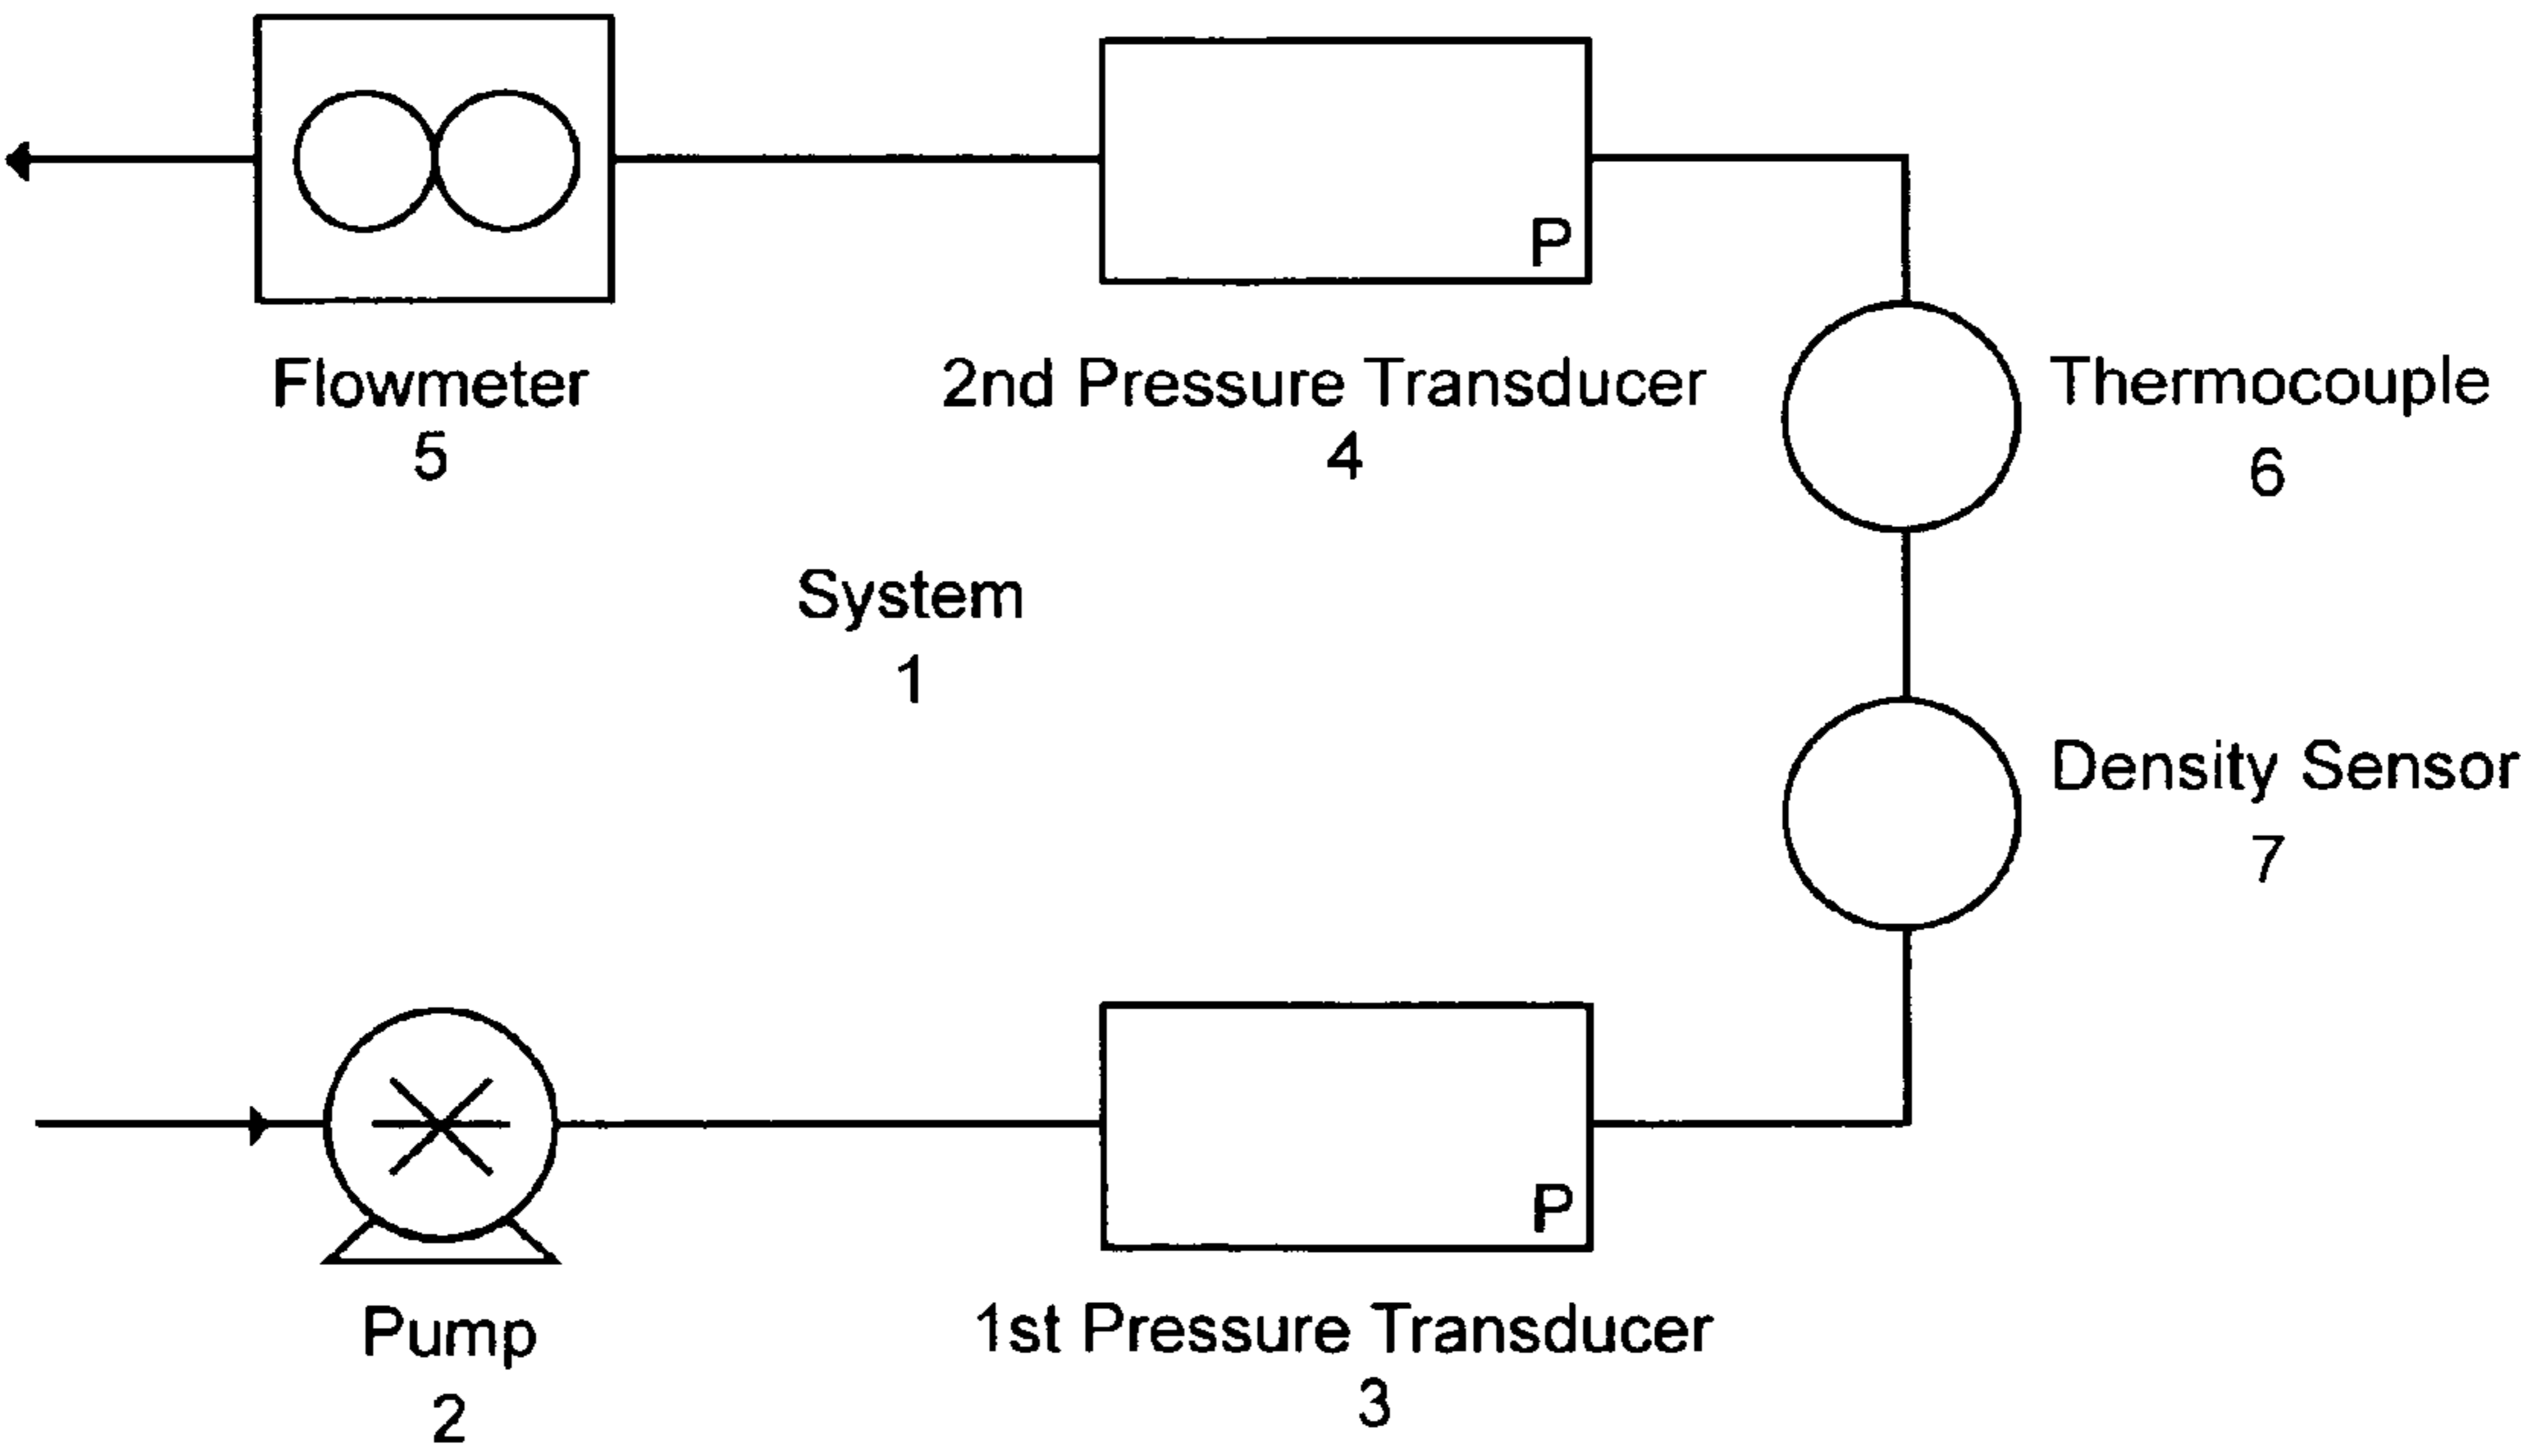 P
Flowmeter
5
2nd Pressure Transducer
4
Thermocouple
6
System
1
Density Sensor
7
P
Pump
2
1st Pressure Transducer
3